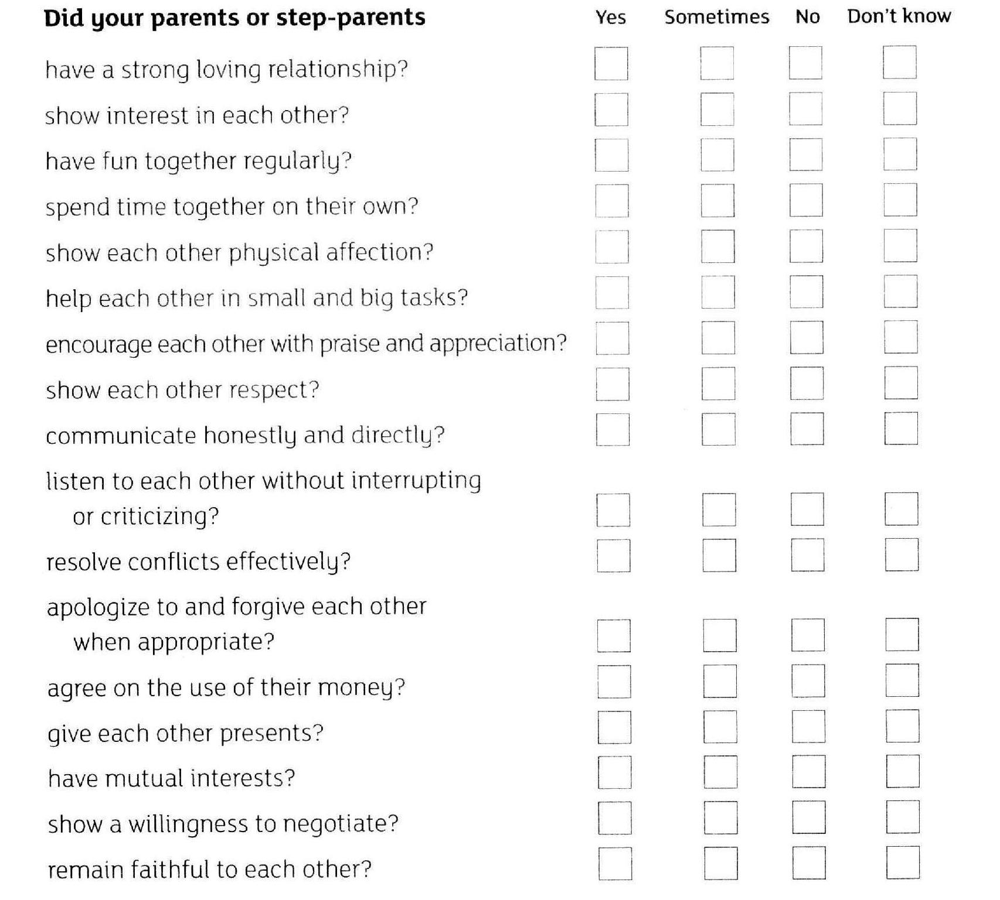 Did your parents or step-parents Yes Sometimes No Don't know
have a strong loving relationship?
show interest in each other?
have fun together regularly?
spend time together on their own?
show each other physical affection?
help each other in small and big tasks?
encourage each other with praise and appreciation?
show each other respect?
communicate honestly and directly?
listen to each other without interrupting
or criticizing?
resolve conflicts effectively?
apologize to and forgive each other
when appropriate?
agree on the use of their money?
give each other presents?
have mutual interests?
show a willingness to negotiate?
remain faithful to each other?